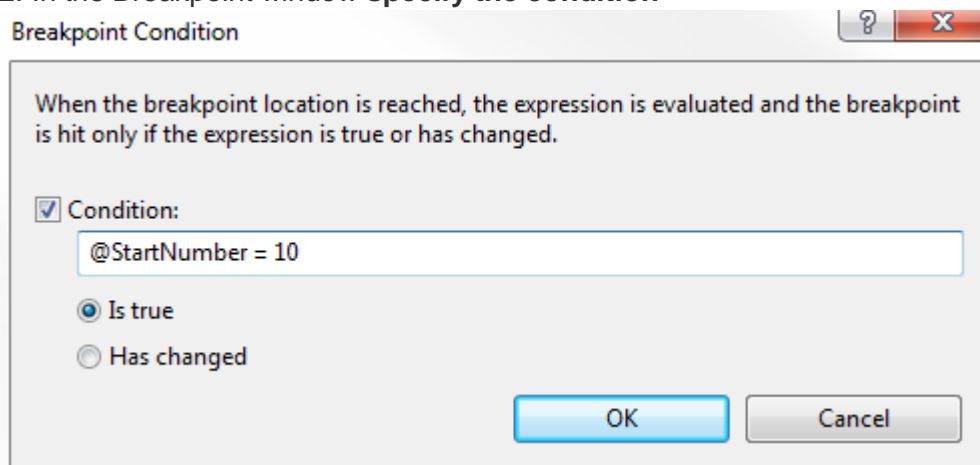 2. In the Breakpoint window specify the condition
Breakpoint Condition
?
When the breakpoint location is reached, the expression is evaluated and the breakpoint
is hit only if the expression is true or has changed.
Condition:
@StartNumber = 10
Is true
Has changed
OK
Cancel